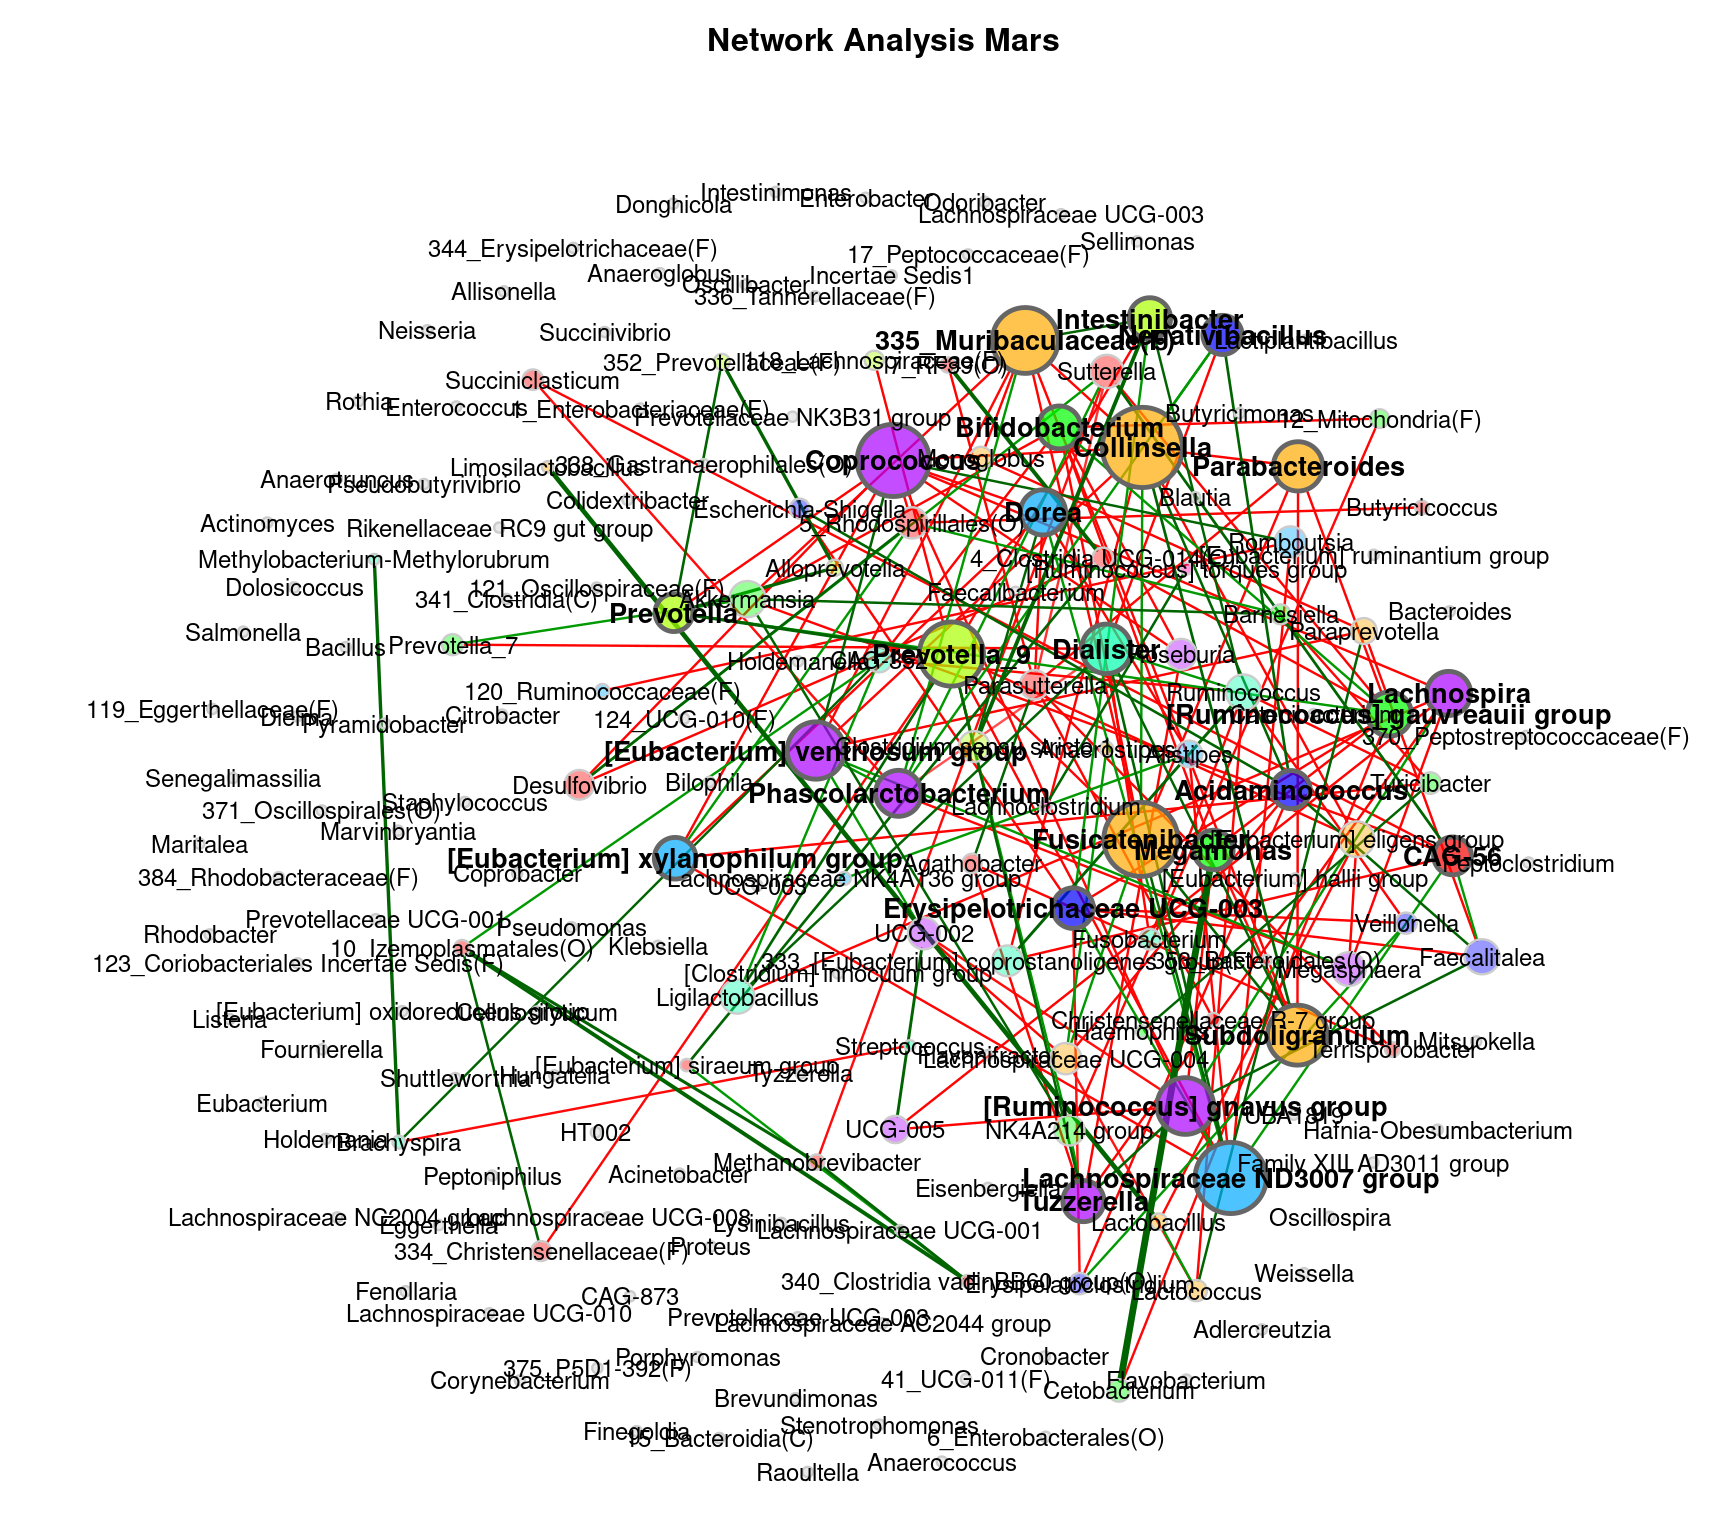 Network Analysis Mars
Intestinimonas
Enterobacter
Donghicola
Odoribacter
Lachnospiraceae UCG-003
Sellimonas
344_Erysipelotrichaceae(F)
17_Peptococcaceae(F)
Anaeroglobus
Incertae Sedis1
Oscillibacter
Allisonella
336_Tannerellaceae(F)
Intestinibacter
Neisseria
Succinivibrio
335_Muribaculaceae(F)
Negativibacillus
Lactiplantibacillus
352_Prevotellaceae(F)
118_Lachnospiraceae(F)
7_RF39(O)
Sutterella
Succiniclasticum
Rothia
Enterococcus
1_Enterobacteriaceae(F)
Prevotellaceae NK3B31 group
Butyricimonas
12_Mitochondria(F)
Bifidobacterium
Collinsella
Coprococcus
Monoglobus
Parabacteroides
Limosilactobacillus
338_Gastranaerophilales(O)
Anaerotruncus
Pseudobutyrivibrio
Colidextribacter
Blautia
Escherichia-Shigella
Butyricicoccus
Dorea
Actinomyces
Rikenellaceae RC9 gut group
5_Rhodospirillales(O)
Romboutsia
Methylobacterium-Methylorubrum
4_Clostridia UCG-014(O)
[Eubacterium] ruminantium group
Alloprevotella
[Ruminococcus] torques group
Dolosicoccus
121_Oscillospiraceae(F)
Faecalibacterium
341_Clostridia(C)
Akkermansia
Prevotella
Barnesiella
Bacteroides
Salmonella
Paraprevotella
Bacillus
Prevotella_7
Holdemanella
CAG-352
Prevotella_9
Dialister
Roseburia
120_Ruminococcaceae(F)
Parasutterella
Ruminococcus
Lachnospira
119_Eggerthellaceae(F)
Dielma
Pyramidobacter
Citrobacter
124_UCG-010(F)
[Ruminococcus] gauvreauii group
370_Peptostreptococcaceae(F)
[Eubacterium] ventriosum group
Clostridium sensu stricto 1
Anaerostipes
Alistipes
Senegalimassilia
Desulfovibrio
Bilophila
Turicibacter
Phascolarctobacterium
Acidaminococcus
Staphylococcus
371_Oscillospirales(O)
Lachnoclostridium
Marvinbryantia
Maritalea
Fusicatenibacter
Megamonas
[Eubacterium] eligens group
CAG-56
Peptoclostridium
[Eubacterium] xylanophilum group
Agathobacter
384_Rhodobacteraceae(F)
Coprobacter
UCG-003
Lachnospiraceae NK4A136 group
[Eubacterium] hallii group
Erysipelotrichaceae UCG-003
Prevotellaceae UCG-001
Pseudomonas
Veillonella
Rhodobacter
10_Izemoplasmatales(O)
Klebsiella
UCG-002
Fusobacterium
123_Coriobacteriales Incertae Sedis(F)
333_[Eubacterium] coprostanoligenes group(F)
353_Bacteroidales(O)
Megasphaera
Faecalitalea
[Clostridium] innocuum group
Ligilactobacillus
[Eubacterium] oxidoreducens group
Cellulosilyticum
Listeria
Christensenellaceae R-7 group
Haemophilus
Subdoligranulum
Fournierella
Streptococcus
Flavonifractor
Lachnospiraceae UCG-004
Terrisporobacter
Mitsuokella
[Eubacterium] siraeum group
Tyzzerella
Shuttleworthia
Hungatella
Eubacterium
[Ruminococcus] gnavus group
UBA1819
Holdemania
Brachyspira
HT002
UCG-005
NK4A214 group
Hafnia-Obesumbacterium
Methanobrevibacter
Family XIII AD3011 group
Peptoniphilus
Acinetobacter
Lachnospiraceae ND3007 group
Eisenbergiella
Tuzzerella
Lachnospiraceae NC2004 group
Eggerthella
Lachnospiraceae UCG-008
Lysinibacillus
Lachnospiraceae UCG-001
Lactobacillus
Oscillospira
334_Christensenellaceae(F)
Proteus
Weissella
340_Clostridia vadinBB60 group(O)
Erysipelatoclostridium
Lactococcus
Fenollaria
CAG-873
Lachnospiraceae UCG-010
Prevotellaceae UCG-003
Lachnospiraceae AC2044 group
Adlercreutzia
Porphyromonas
Cronobacter
375_P5D1-392(F)
Corynebacterium
41_UCG-011(F)
Flavobacterium
Cetobacterium
Brevundimonas
Stenotrophomonas
Finegoldia
15_Bacteroidia(C)
6_Enterobacterales(O)
Anaerococcus
Raoultella